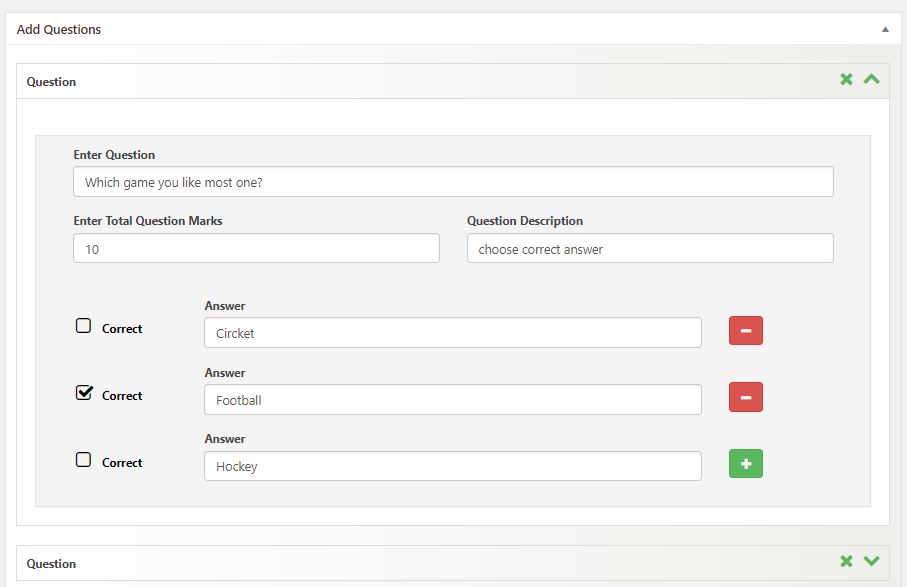 Add Questions
Question
Enter Question
Which game you like most one?
Enter Total Question Marks Question Description
10 choose correct answer
Answer
Correct Circket
Answer
Correct Football
Answer
Correct Hockey
Question